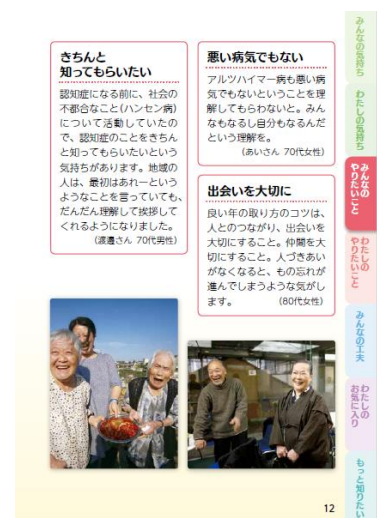 きちんと
知ってもらいたい
認知症になる前に、社会の
不都合なこと(ハンセン病)
について活動していたの
で、認知症のことをきちん
と知ってもらいたいという
気持ちがあります。地域の
人は、最初はあれーという
ようなことを言っていても、
だんだん理解して挨拶して
くれるようになりました。
(渡邊さん 70代男性)
悪い病気でもない
アルツハイマー病も悪い病
気でもないということを理
解してもらわないと。みん
なもなるし自分もなるんだ
という理解を。
(あいさん 70代女性)
出会いを大切に
良い年の取り方のコツは、
人とのつながり、出会いを
大切にすること。仲間を大
切にすること。人づきあい
がなくなると、もの忘れが
進んでしまうような気がし
ます。 (80代女性)
みんなの気持ち
わたしの気持ち
みんなの
やりたいこと
わたしの
やりたいこと
みんなの工夫
わたしの
お気に入り
もっと知りたい
12